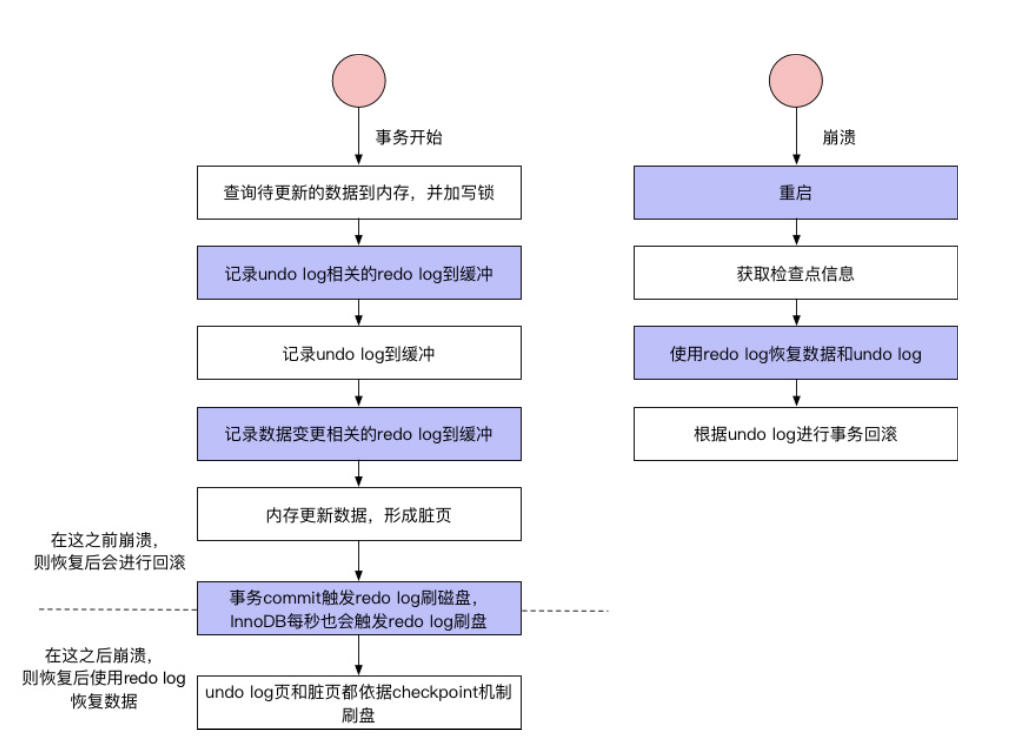 事务开始
查询待更新的数据到内存，并加写锁
记录undo log相关的redo log到缓冲
记录undo log到缓冲
记录数据变更相关的redo log到缓冲
内存更新数据，形成脏页
在这之前崩溃，
则恢复后会进行回滚
事务commit触发redo log刷磁盘，
InnoDB每秒也会触发redo log刷盘
在这之后崩溃，
则恢复后使用redo log
恢复数据
undo log页和脏页都依据checkpoint机制
刷盘
崩溃
重启
获取检查点信息
使用redo log恢复数据和undo log
根据undo log进行事务回滚